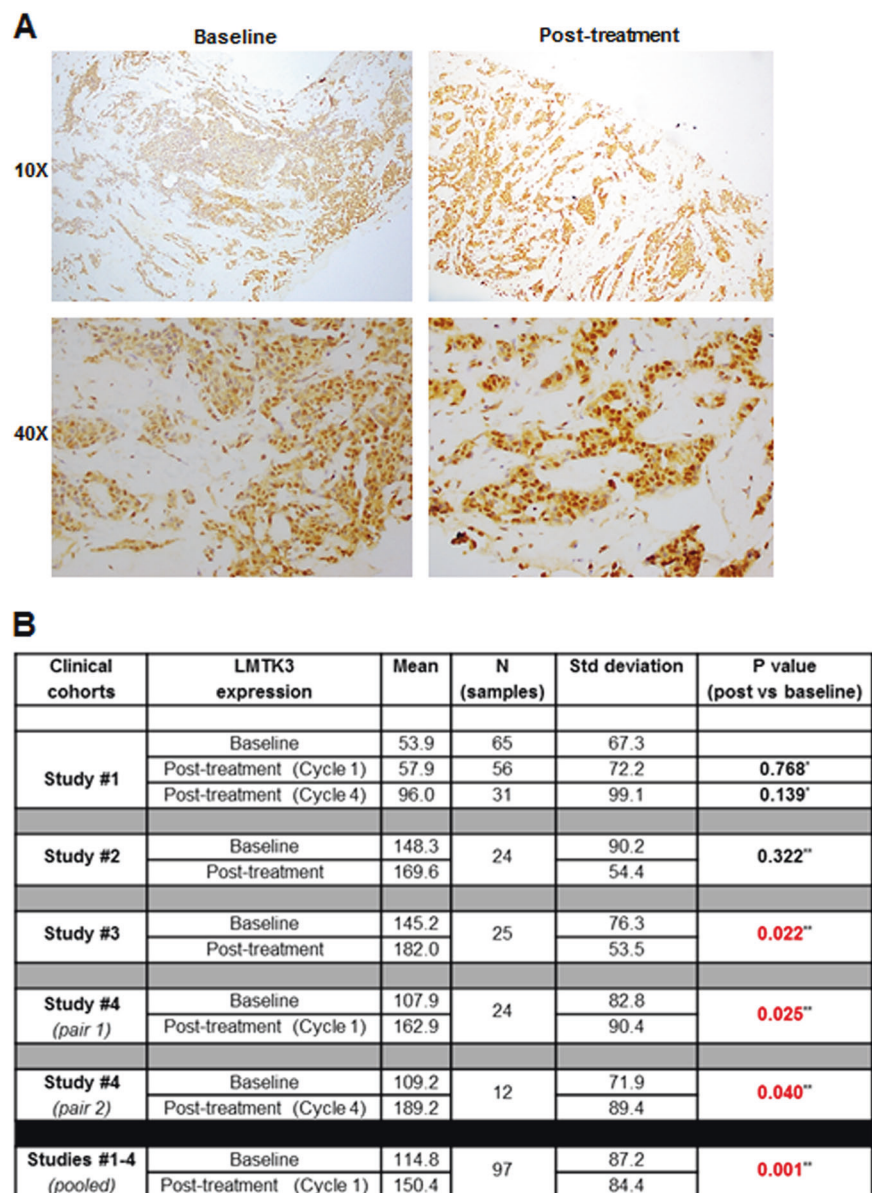 A
Baseline Post-treatment
10X
40X
B
Clinical cohorts LMTK3 expression Mean N (samples) Std deviation P value (post vs baseline)
Study #1
Baseline 53.9 65 67.3
Post-treatment (Cycle 1) 57.9 56 72.2 0.768*
Post-treatment (Cycle 4) 96.0 31 99.1 0.139*
Study #2 24 0.322**
Baseline 148.3 90.2
Post-treatment 169.6 54.4
Study #3 25 0.022**
Baseline 145.2 76.3
Post-treatment 182.0 53.5
Study #4 (pair 1) 24 0.025**
Baseline 107.9 82.8
Post-treatment (Cycle 1) 162.9 90.4
Study #4 (pair 2) 12 0.040**
Baseline 109.2 71.9
Post-treatment (Cycle 4) 189.2 89.4
Studies #1-4 (pooled) 97 0.001**
Baseline 114.8 87.2
Post-treatment (Cycle 1) 150.4 84.4